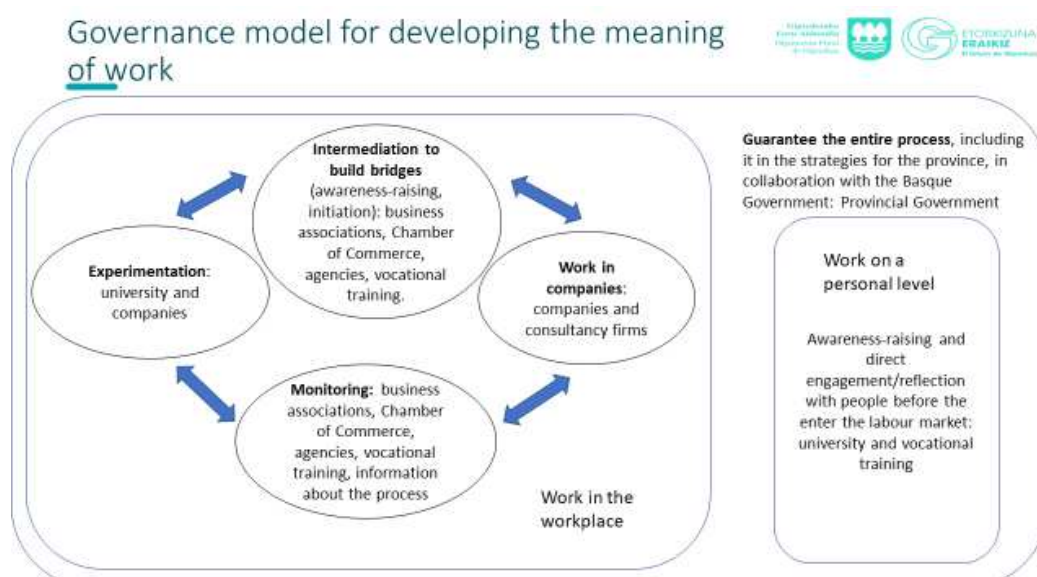 Governance model for developing the meaning
of work
ETORKIZUNA
ERAIKIZ
Intermediation to
build bridges
(awareness-raising,
initiation): business
associations, Chamber
of Commerce,
agencies, vocational
training.
Experimentation:
university and
companies
Work in
companies:
companies and
consultancy firms
Monitoring: business
associations, Chamber
of Commerce,
agencies, vocational
training, information
about the process
Work in the
workplace
Guarantee the entire process, including
it in the strategies for the province, in
collaboration with the Basque
Government: Provincial Government
Work on a
personal level
Awareness-raising and
direct
engagement/reflection
with people before the
enter the labour market:
university and vocational
training